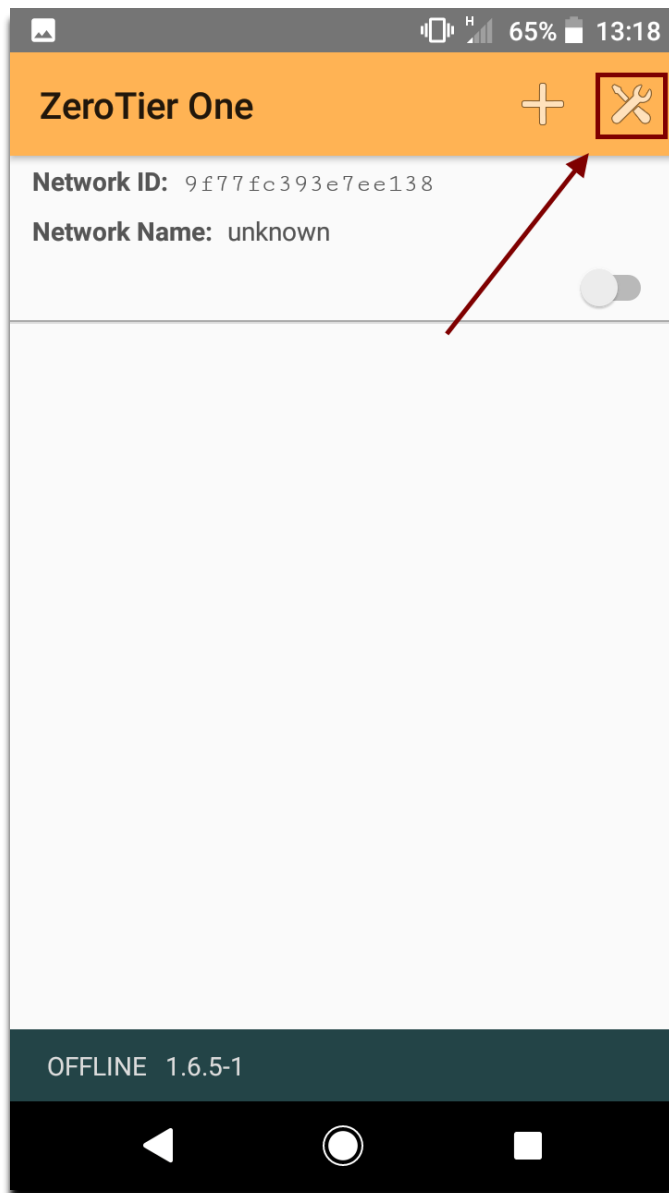 H 65% 13:18
ZeroTier One
Network ID: 9f77fc393e7ee138
Network Name: unknown
OFFLINE 1.6.5-1